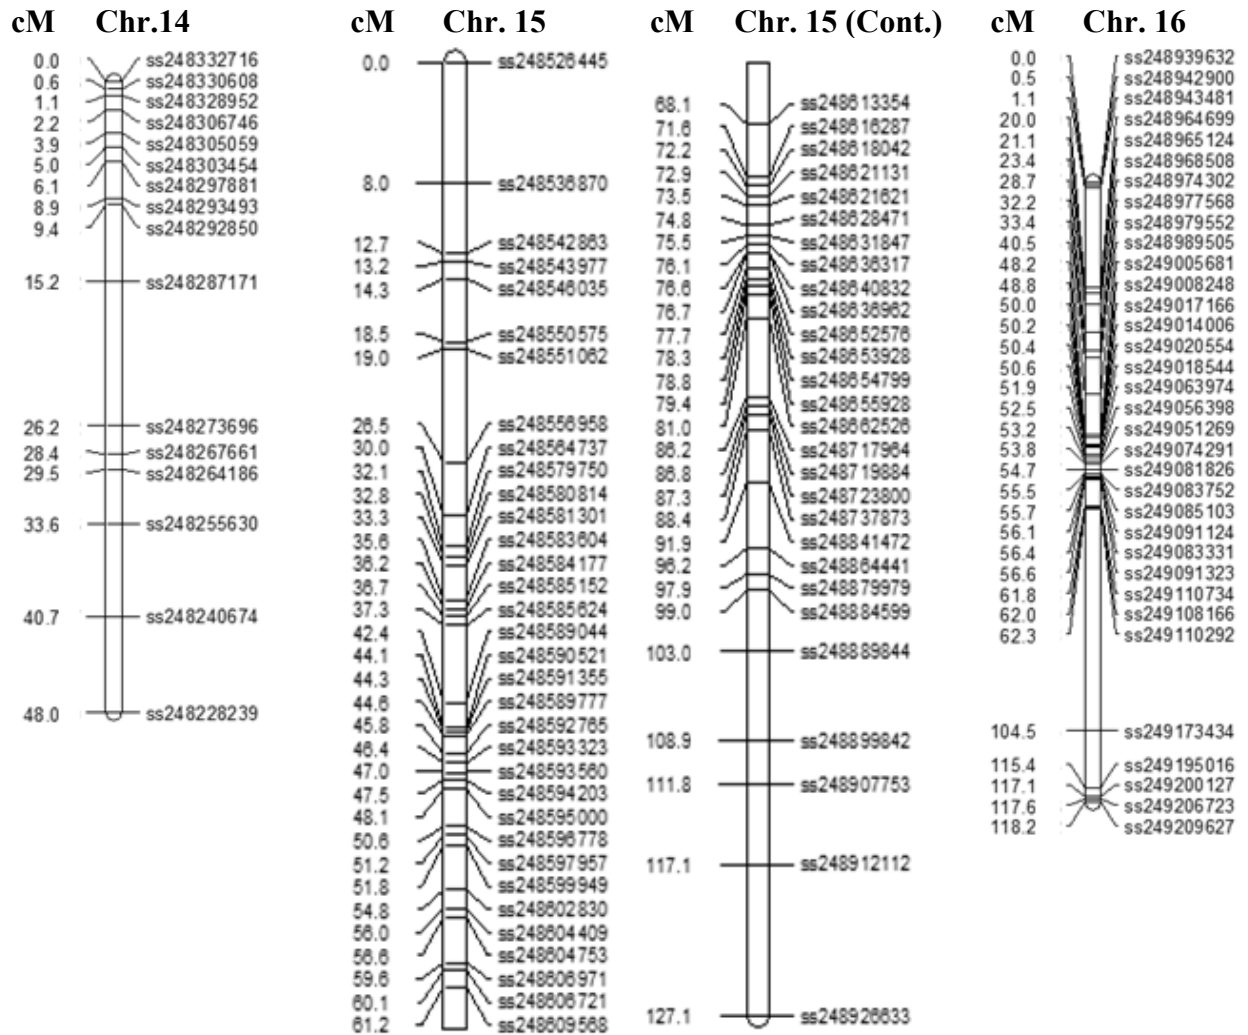 cM Chr.14
0.0 ss248332716
0.6 ss248330608
1.1 ss248328952
2.2 ss248306746
3.9 ss248305059
5.0 ss248303454
6.1 ss248297881
8.9 ss248293493
9.4 ss248292850
15.2 ss248287171
26.2 ss248273696
28.4 ss248267661
29.5 ss248264186
33.6 ss248255630
40.7 ss248240674
48.0 ss248228239
cM Chr. 15
0.0 ss248526445
8.0 ss248536870
12.7 ss248542863
13.2 ss248543977
14.3 ss248546035
18.5 ss248550575
19.0 ss248551062
26.5 ss248556958
30.0 ss248564737
32.1 ss248579750
32.8 ss248580814
33.3 ss248581301
35.6 ss248583604
36.2 ss248584177
36.7 ss248585152
37.3 ss248585624
42.4 ss248589044
44.1 ss248590521
44.3 ss248591355
44.6 ss248589777
45.8 ss248592765
46.4 ss248593323
47.0 ss248593560
47.5 ss248594203
48.1 ss248595000
50.6 ss248596778
51.2 ss248597957
51.8 ss248599949
54.8 ss248602830
56.0 ss248604409
56.6 ss248604753
59.6 ss248606971
60.1 ss248606721
61.2 ss248609568
cM Chr. 15 (Cont.)
68.1 ss248613354
71.6 ss248616287
72.2 ss248618042
72.9 ss248621131
73.5 ss248621621
74.8 ss248628471
75.5 ss248631847
76.1 ss248636317
76.6 ss248640832
76.7 ss248636962
77.7 ss248652576
78.3 ss248653928
78.8 ss248654799
79.4 ss248655928
81.0 ss248662526
86.2 ss248717964
86.8 ss248719884
87.3 ss248723800
88.4 ss248737873
91.9 ss248841472
96.2 ss248864441
97.9 ss248879979
99.0 ss248884599
103.0 ss248889844
108.9 ss248899842
111.8 ss248907753
117.1 ss248912112
127.1 ss248926633
cM Chr. 16
0.0 ss248939632
0.5 ss248942900
1.1 ss248943481
20.0 ss248964699
21.1 ss248965124
23.4 ss248968508
28.7 ss248974302
32.2 ss248977568
33.4 ss248979552
40.5 ss248989505
48.2 ss249005681
48.8 ss249008248
50.0 ss249017166
50.2 ss249014006
50.4 ss249020554
50.6 ss249018544
51.9 ss249063974
52.5 ss249056398
53.2 ss249051269
53.8 ss249074291
54.7 ss249081826
55.5 ss249083752
55.7 ss249085103
56.1 ss249091124
56.4 ss249083331
56.6 ss249091323
61.8 ss249110734
62.0 ss249108166
62.3 ss249110292
104.5 ss249173434
115.4 ss249195016
117.1 ss249200127
117.6 ss249206723
118.2 ss249209627